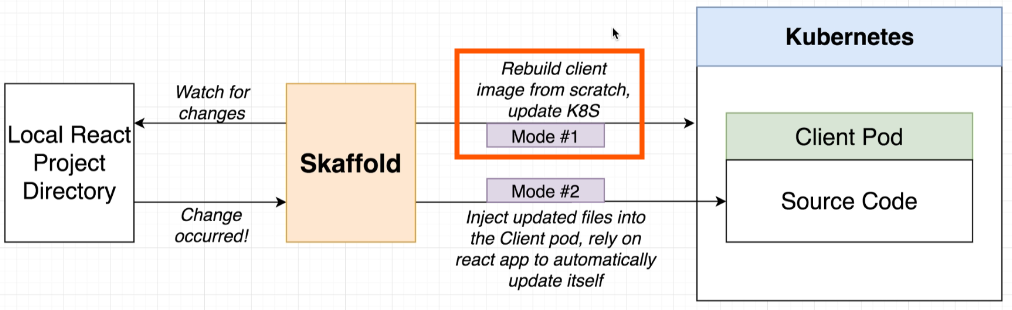 Local React
Project
Directory
Watch for
changes
Change
occurred!
Skaffold
Rebuild client
image from scratch,
update K8S
Mode #1
Mode #2
Inject updated files into
the Client pod, rely on
react app to automatically
update itself
Kubernetes
Client Pod
Source Code